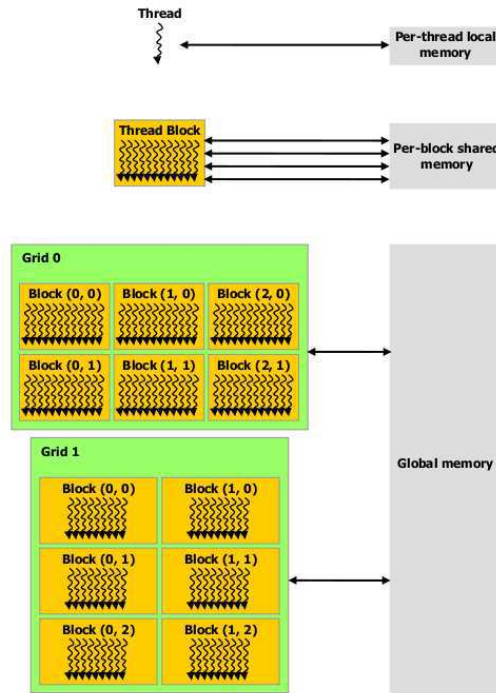 Thread
Per-thread local
memory
Thread Block
Per-block shared
memory
Grid 0
Block (0, 0) Block (1, 0) Block (2, 0)
Block (0, 1) Block (1, 1) Block (2, 1)
Grid 1
Global memory
Block (0, 0) Block (1, 0)
Block (0, 1) Block (1, 1)
Block (0, 2) Block (1, 2)